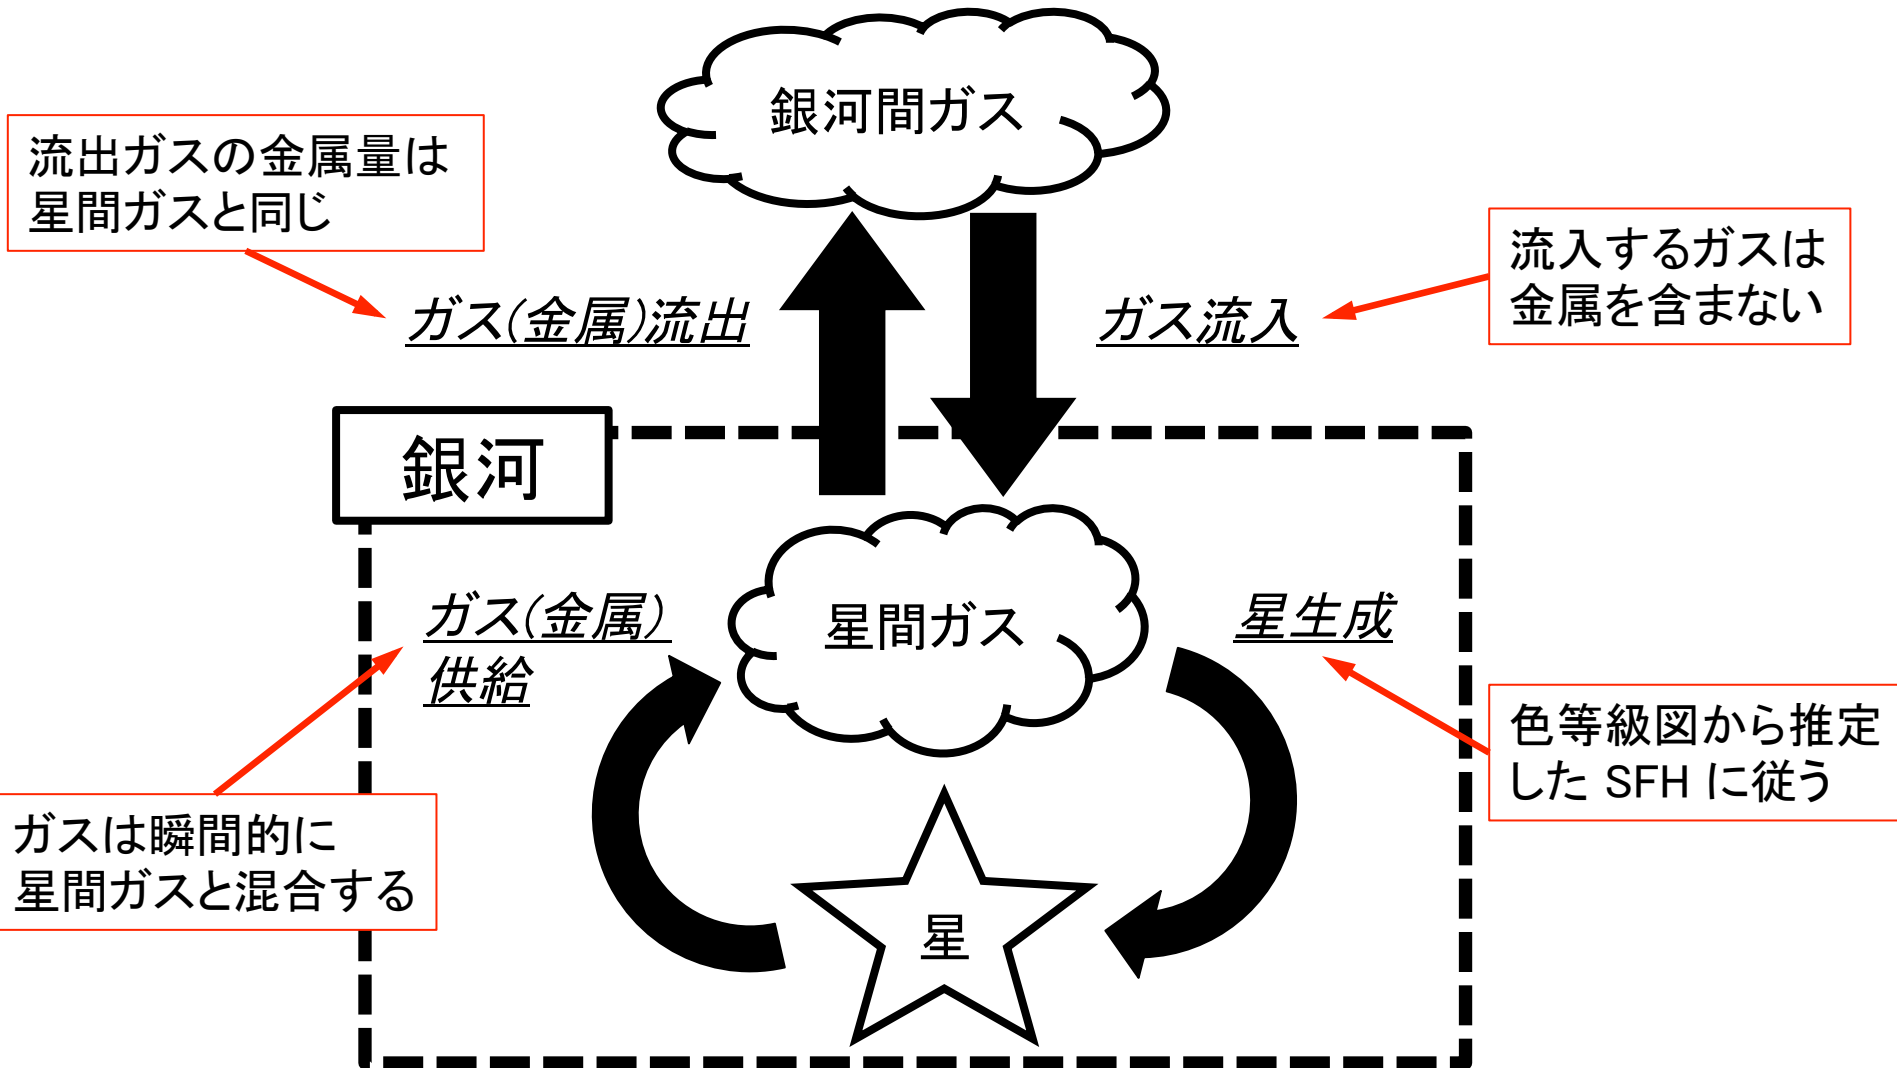 銀河間ガス
流出ガスの金属量は
星間ガスと同じ
流入するガスは
金属を含まない
ガス(金属)流出
ガス流入
銀河
ガス(金属)
供給
星間ガス
星生成
色等級図から推定
した SFH に従う
ガスは瞬間的に
星間ガスと混合する
星